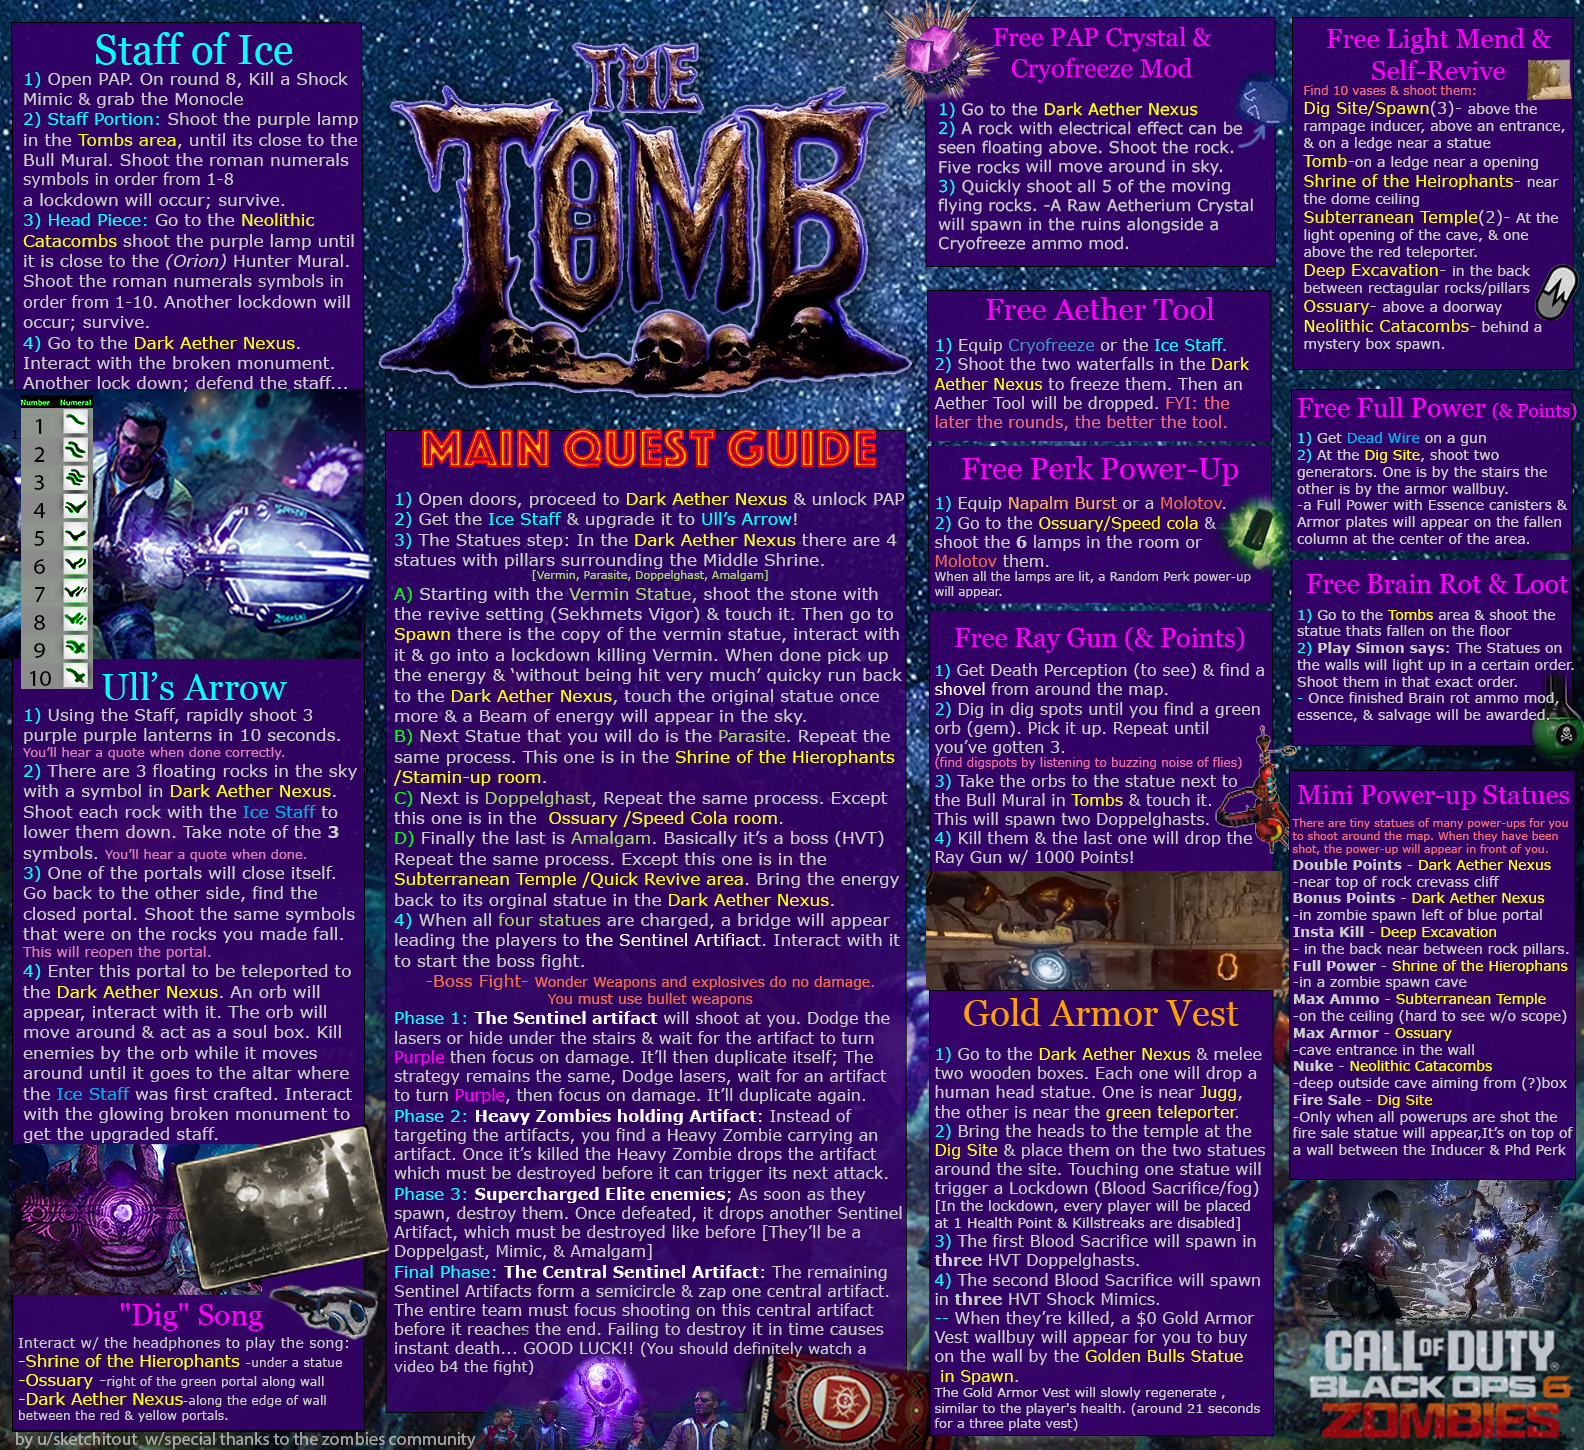 Staff of Ice
1) Open PAP. On round 8, Kill a Shock
Mimic & grab the Monocle
2) Staff Portion: Shoot the purple lamp
in the Tombs area, until its close to the
Bull Mural. Shoot the roman numerals
symbols in order from 1-8
a lockdown will occur; survive.
3) Head Piece: Go to the Neolithic
Catacombs shoot the purple lamp until
it is close to the (Orion) Hunter Mural.
Shoot the roman numerals symbols in
order from 1-10. Another lockdown will
occur; survive.
4) Go to the Dark Aether Nexus.
Interact with the broken monument.
Another lock down; defend the staff...
Number Numeral
1
2
3
4
5
6
7
8
9
10
Ull's Arrow
1) Using the Staff, rapidly shoot 3
purple purple lanterns in 10 seconds.
You'll hear a quote when done correctly.
2) There are 3 floating rocks in the sky
with a symbol in Dark Aether Nexus.
Shoot each rock with the Ice Staff to
lower them down. Take note of the 3
symbols. You'll hear a quote when done.
3) One of the portals will close itself.
Go back to the other side, find the
closed portal. Shoot the same symbols
that were on the rocks you made fall.
This will reopen the portal.
4) Enter this portal to be teleported to
the Dark Aether Nexus. An orb will
appear, interact with it. The orb will
move around & act as a soul box. Kill
enemies by the orb while it moves
around until it goes to the altar where
the Ice Staff was first crafted. Interact
with the glowing broken monument to
get the upgraded staff.
"Dig" Song
Interact w/ the headphones to play the song:
-Shrine of the Hierophants -under a statue
-Ossuary -right of the green portal along wall
-Dark Aether Nexus-along the edge of wall
between the red & yellow portals.
by u/sketchitout w/special thanks to the zombies community
THE
TOMB
MAIN QUEST GUIDE
1) Open doors, proceed to Dark Aether Nexus & unlock PAP
2) Get the Ice Staff & upgrade it to Ull's Arrow!
3) The Statues step: In the Dark Aether Nexus there are 4
statues with pillars surrounding the Middle Shrine.
[Vermin, Parasite, Doppelghast, Amalgam]
A) Starting with the Vermin Statue, shoot the stone with
the revive setting (Sekhmets Vigor) & touch it. Then go to
Spawn there is the copy of the vermin statue, interact with
it & go into a lockdown killing Vermin. When done pick up
the energy & 'without being hit very much' quicky run back
to the Dark Aether Nexus, touch the original statue once
more & a Beam of energy will appear in the sky.
B) Next Statue that you will do is the Parasite. Repeat the
same process. This one is in the Shrine of the Hierophants
/Stamin-up room.
C) Next is Doppelghast, Repeat the same process. Except
this one is in the Ossuary /Speed Cola room.
D) Finally the last is Amalgam. Basically it's a boss (HVT)
Repeat the same process. Except this one is in the
Subterranean Temple /Quick Revive area. Bring the energy
back to its orginal statue in the Dark Aether Nexus.
4) When all four statues are charged, a bridge will appear
leading the players to the Sentinel Artifiact. Interact with it
to start the boss fight.
-Boss Fight- Wonder Weapons and explosives do no damage.
You must use bullet weapons
Phase 1: The Sentinel artifact will shoot at you. Dodge the
lasers or hide under the stairs & wait for the artifact to turn
Purple then focus on damage. It'll then duplicate itself; The
strategy remains the same, Dodge lasers, wait for an artifact
to turn Purple, then focus on damage. It'll duplicate again.
Phase 2: Heavy Zombies holding Artifact: Instead of
targeting the artifacts, you find a Heavy Zombie carrying an
artifact. Once it's killed the Heavy Zombie drops the artifact
which must be destroyed before it can trigger its next attack.
Phase 3: Supercharged Elite enemies; As soon as they
spawn, destroy them. Once defeated, it drops another Sentinel
Artifact, which must be destroyed like before [They'll be a
Doppelgast, Mimic, & Amalgam]
Final Phase: The Central Sentinel Artifact: The remaining
Sentinel Artifacts form a semicircle & zap one central artifact.
The entire team must focus shooting on this central artifact
before it reaches the end. Failing to destroy it in time causes
instant death... GOOD LUCK!! (You should definitely watch a
video b4 the fight)
Free PAP Crystal &
Cryofreeze Mod
1) Go to the Dark Aether Nexus
2) A rock with electrical effect can be
seen floating above. Shoot the rock.
Five rocks will move around in sky.
3) Quickly shoot all 5 of the moving
flying rocks. -A Raw Aetherium Crystal
will spawn in the ruins alongside a
Cryofreeze ammo mod.
Free Aether Tool
1) Equip Cryofreeze or the Ice Staff.
2) Shoot the two waterfalls in the Dark
Aether Nexus to freeze them. Then an
Aether Tool will be dropped. FYI: the
later the rounds, the better the tool.
Free Perk Power-Up
1) Equip Napalm Burst or a Molotov.
2) Go to the Ossuary/Speed cola &
shoot the 6 lamps in the room or
Molotov them.
When all the lamps are lit, a Random Perk power-up
will appear.
Free Ray Gun (& Points)
1) Get Death Perception (to see) & find a
shovel from around the map.
2) Dig in dig spots until you find a green
orb (gem). Pick it up. Repeat until
you've gotten 3.
(find digspots by listening to buzzing noise of flies)
3) Take the orbs to the statue next to
the Bull Mural in Tombs & touch it.
This will spawn two Doppelghasts.
4) Kill them & the last one will drop the
Ray Gun w/ 1000 Points!
Gold Armor Vest
1) Go to the Dark Aether Nexus & melee
two wooden boxes. Each one will drop a
human head statue. One is near Jugg,
the other is near the green teleporter.
2) Bring the heads to the temple at the
Dig Site & place them on the two statues
around the site. Touching one statue will
trigger a Lockdown (Blood Sacrifice/fog)
[In the lockdown, every player will be placed
at 1 Health Point & Killstreaks are disabled]
3) The first Blood Sacrifice will spawn in
three HVT Doppelghasts.
4) The second Blood Sacrifice will spawn
in three HVT Shock Mimics.
-- When they're killed, a $0 Gold Armor
Vest wallbuy will appear for you to buy
on the wall by the Golden Bulls Statue
in Spawn.
The Gold Armor Vest will slowly regenerate ,
similar to the player's health. (around 21 seconds
for a three plate vest)
Free Light Mend &
Self-Revive
Find 10 vases & shoot them:
Dig Site/Spawn(3)- above the
rampage inducer, above an entrance,
& on a ledge near a statue
Tomb-on a ledge near a opening
Shrine of the Heirophants- near
the dome ceiling
Subterranean Temple(2)- At the
light opening of the cave, & one
above the red teleporter.
Deep Excavation- in the back
between rectagular rocks/pillars
Ossuary- above a doorway
Neolithic Catacombs- behind a
mystery box spawn.
Free Full Power (& Points)
1) Get Dead Wire on a gun
2) At the Dig Site, shoot two
generators. One is by the stairs the
other is by the armor wallbuy.
-a Full Power with Essence canisters &
Armor plates will appear on the fallen
column at the center of the area.
Free Brain Rot & Loot
1) Go to the Tombs area & shoot the
statue thats fallen on the floor
2) Play Simon says: The Statues on
the walls will light up in a certain order.
Shoot them in that exact order.
- Once finished Brain rot ammo mod,
essence, & salvage will be awarded.
Mini Power-up Statues
There are tiny statues of many power-ups for you
to shoot around the map. When they have been
shot, the power-up will appear in front of you.
Double Points - Dark Aether Nexus
-near top of rock crevass cliff
Bonus Points - Dark Aether Nexus
-in zombie spawn left of blue portal
Insta Kill - Deep Excavation
- in the back near between rock pillars.
Full Power - Shrine of the Hierophans
-in a zombie spawn cave
Max Ammo - Subterranean Temple
-on the ceiling (hard to see w/o scope)
Max Armor - Ossuary
-cave entrance in the wall
Nuke - Neolithic Catacombs
-deep outside cave aiming from (?)box
Fire Sale - Dig Site
-Only when all powerups are shot the
fire sale statue will appear,It's on top of
a wall between the Inducer & Phd Perk
CALL OF DUTY
BLACK OPS 6
ZOMBIES